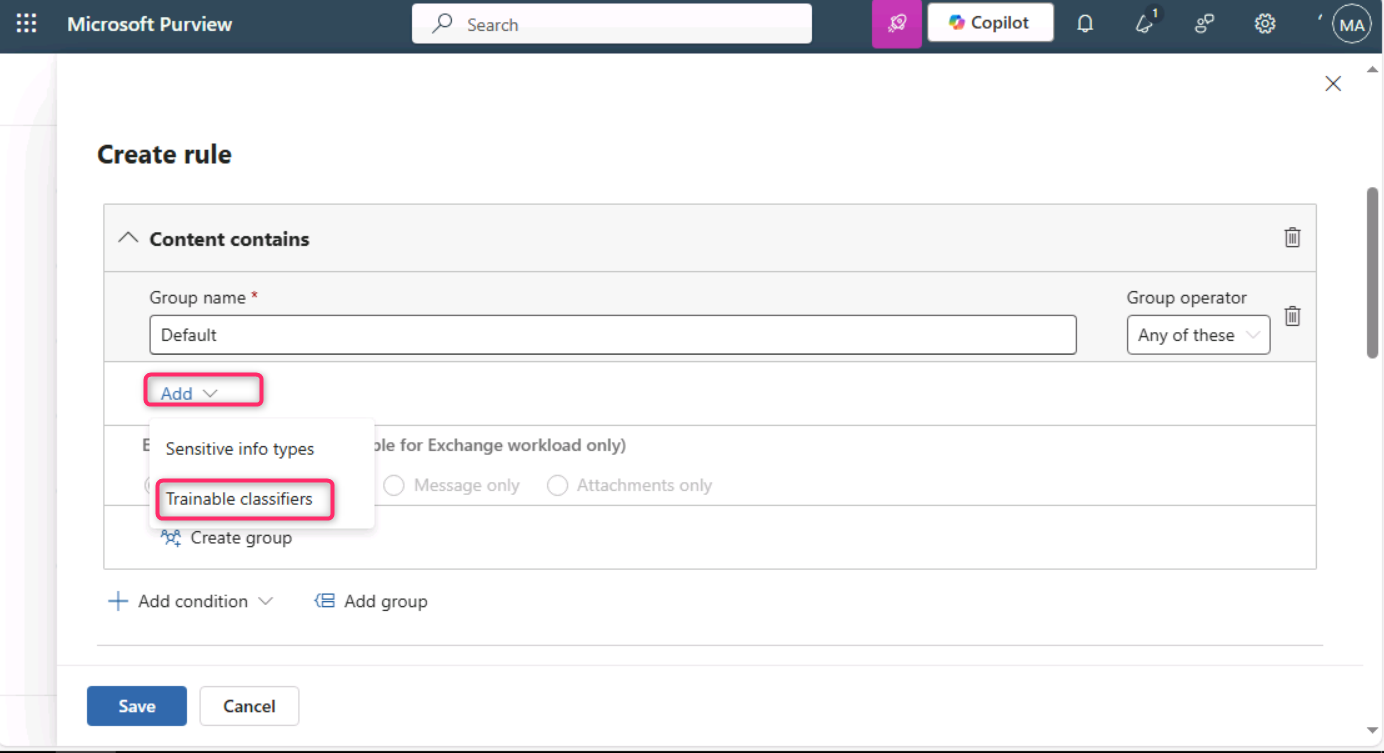 Microsoft Purview
Search
Copilot
1
MA
Create rule
Content contains
Group name *
Group operator
Default
Any of these
Add
Sensitive info types
for Exchange workload only)
Trainable classifiers
Message only
Attachments only
Create group
Add condition
Add group
Save
Cancel